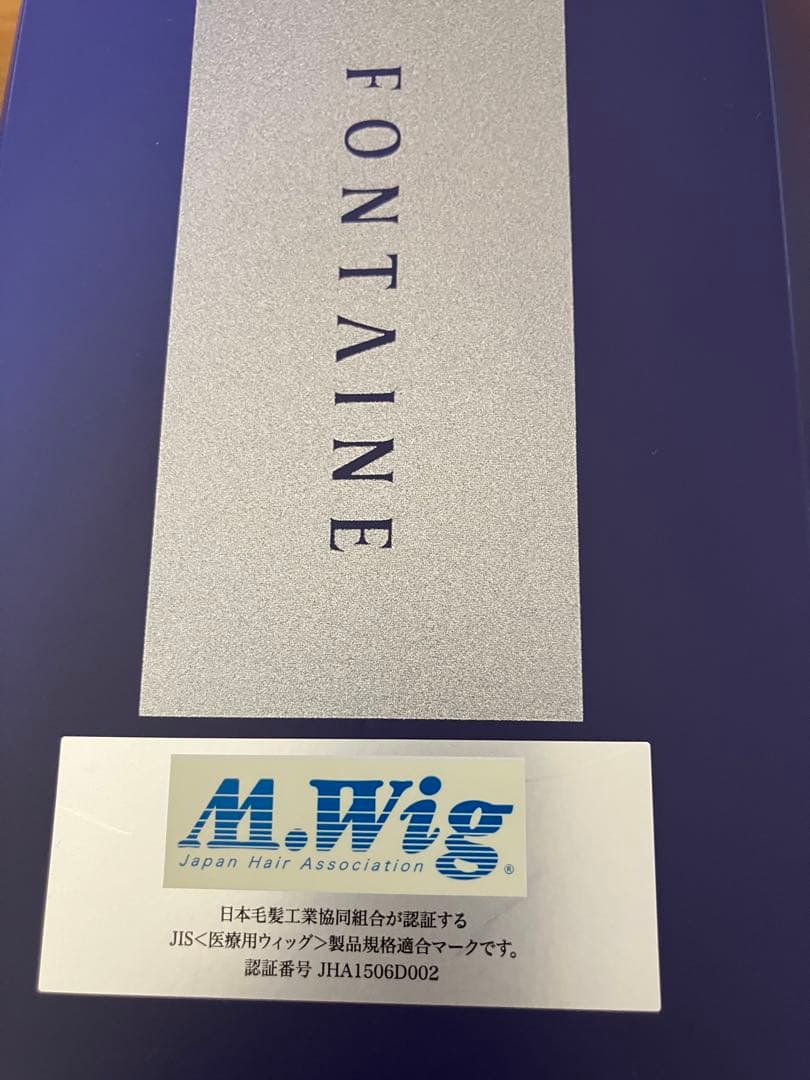 FONTAINE
M.Wig
Japan Hair Association ®
日本毛髪工業協同組合が認証する
JIS<医療用ウィッグ>製品規格適合マークです。
認証番号 JHA1506D002